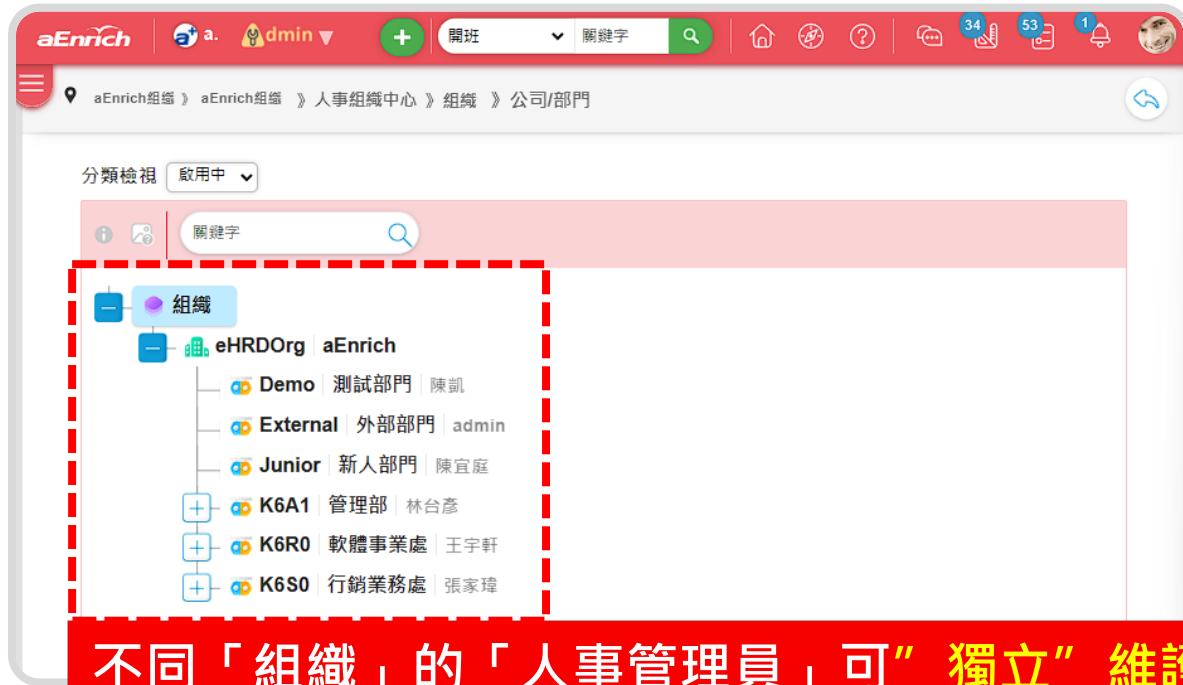 aEnrich a. admin 開班 關鍵字 34 53 1
aEnrich組織 》 aEnrich組織 》 人事組織中心 》 組織 》 公司/部門
分類檢視 啟用中
關鍵字
組織
eHRDOrg aEnrich
Demo 測試部門 陳凱
External 外部部門 admin
Junior 新人部門 陳宜庭
K6A1 管理部 林台彥
K6R0 軟體事業處 王宇軒
K6S0 行銷業務處 張家瑋
不同「組織」的「人事管理員」可”獨立”維護